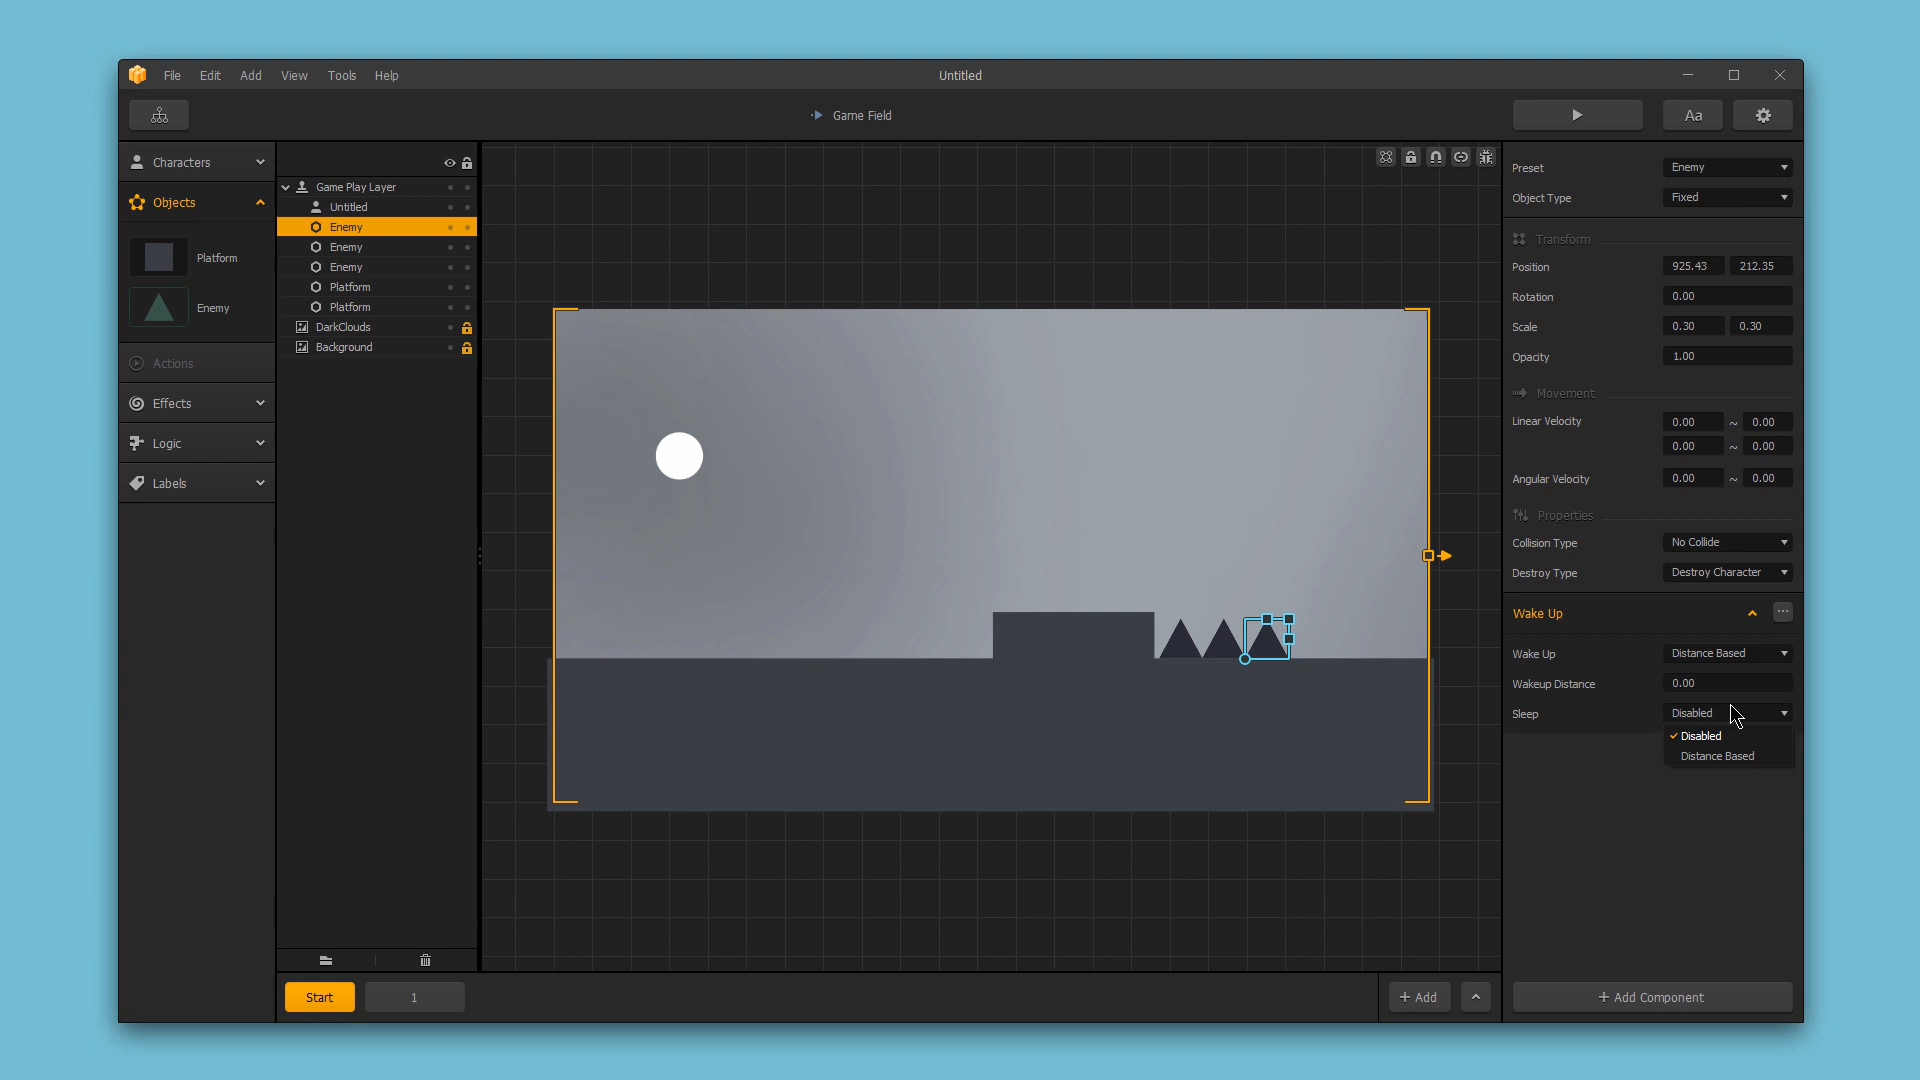 File Edit Add View Tools Help
Untitled
Game Field
Aa
Characters
Objects
Platform
Enemy
Actions
Effects
Logic
Labels
Game Play Layer
Untitled
Enemy
Enemy
Enemy
Platform
Platform
DarkClouds
Background
Preset Enemy
Object Type Fixed
Transform
Position 925.43 212.35
Rotation 0.00
Scale 0.30 0.30
Opacity 1.00
Movement
Linear Velocity 0.00 ~ 0.00
0.00 ~ 0.00
Angular Velocity 0.00 ~ 0.00
Properties
Collision Type No Collide
Destroy Type Destroy Character
Wake Up
Wake Up Distance Based
Wakeup Distance 0.00
Sleep Disabled
Disabled
Distance Based
Start 1
+ Add
+ Add Component